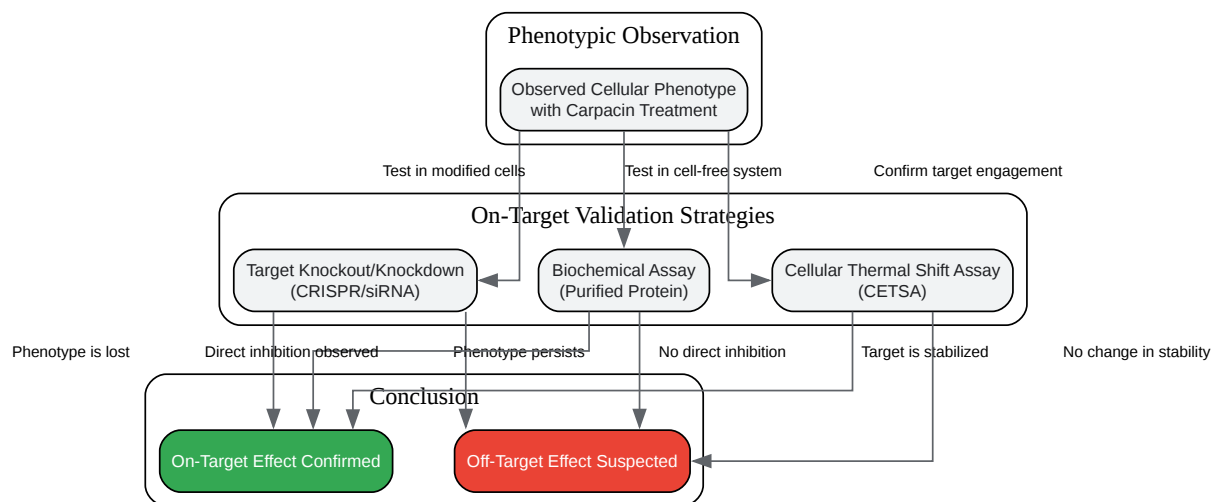 Phenotypic Observation
Observed Cellular Phenotype
with Carpacin Treatment
Test in modified cells
Test in cell-free system
Confirm target engagement
On-Target Validation Strategies
Target Knockout/Knockdown
(CRISPR/siRNA)
Biochemical Assay
(Purified Protein)
Cellular Thermal Shift Assay
(CETSA)
Phenotype is lost
Direct inhibition observed
Phenotype persists
No direct inhibition
Target is stabilized
No change in stability
Conclusion
On-Target Effect Confirmed
Off-Target Effect Suspected